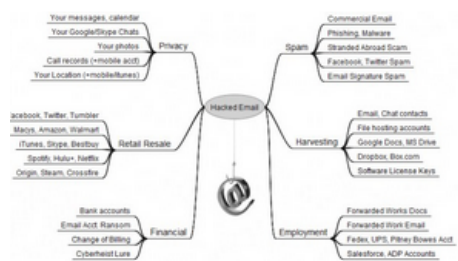 Your messages, calendar
Your Google/Skype Chats
Your photos
Call records (+mobile acct)
Your Location (+mobile/itunes)
Privacy
Commercial Email
Phishing, Malware
Stranded Abroad Scam
Facebook, Twitter Spam
Email Signature Spam
Spam
Hacked Email
acebook, Twitter, Tumbler
Macys, Amazon, Walmart
iTunes, Skype, Bestbuy
Spotify, Hulu+, Netflix
Origin, Steam, Crossfire
Retail Resale
Email, Chat contacts
File hosting accounts
Google Docs, MS Drive
Dropbox, Box.com
Software License Keys
Harvesting
@
Bank accounts
Email Acct. Ransom
Change of Billing
Cyberheist Lure
Financial
Forwarded Works Docs
Forwarded Work Email
Fedex, UPS, Pitney Bowes Acct
Salesforce, ADP Accounts
Employment